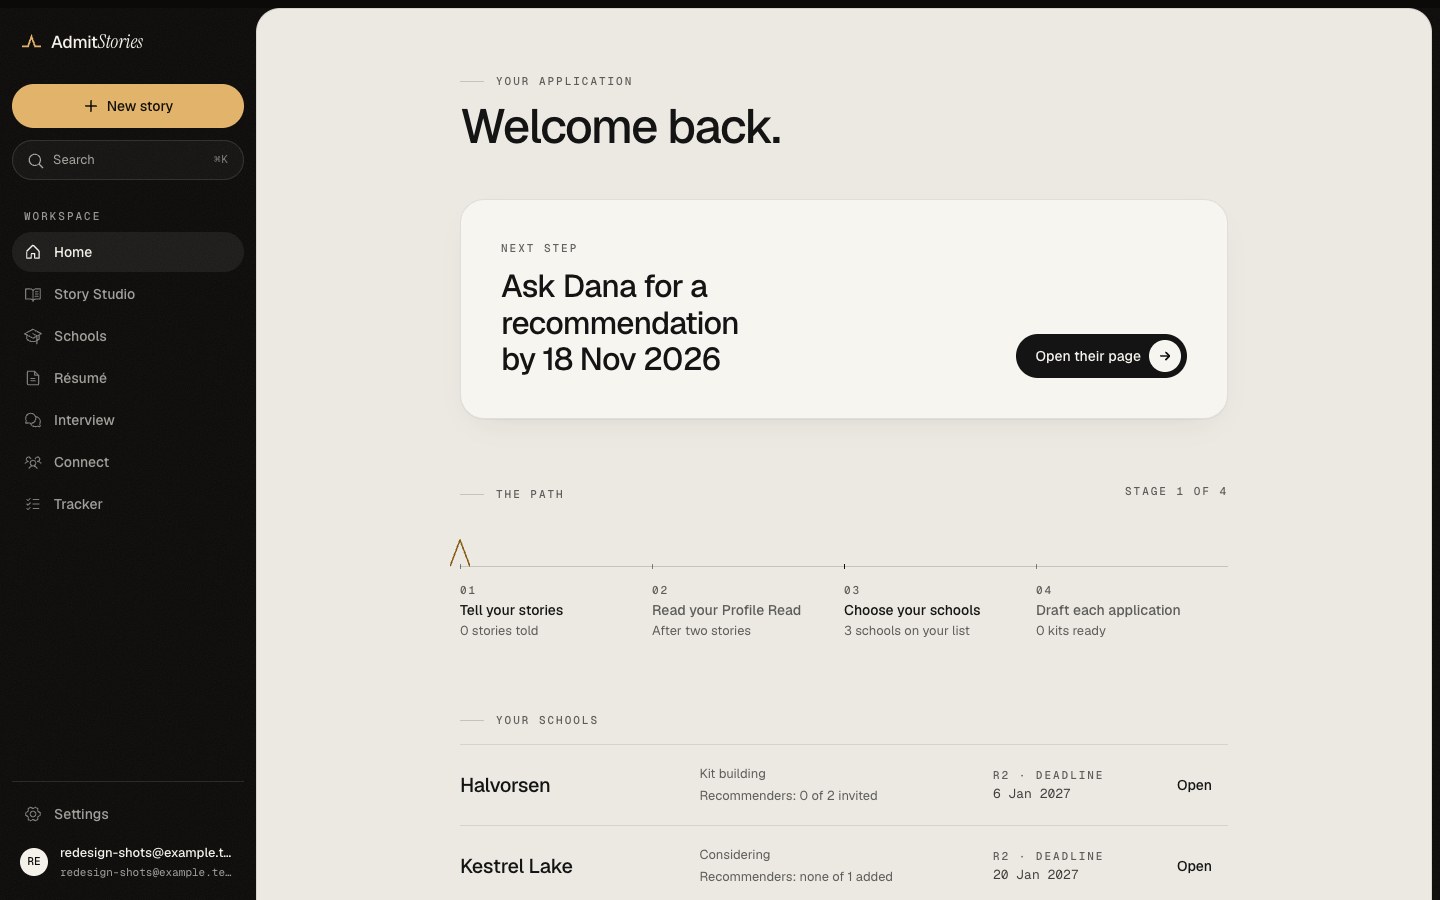 AdmitStories
New story
Search ⌘K
WORKSPACE
Home
Story Studio
Schools
Résumé
Interview
Connect
Tracker
Settings
RE
redesign-shots@example.t…
redesign-shots@example.te…
YOUR APPLICATION
Welcome back.
NEXT STEP
Ask Dana for a
recommendation
by 18 Nov 2026
Open their page
THE PATH
STAGE 1 OF 4
01
Tell your stories
0 stories told
02
Read your Profile Read
After two stories
03
Choose your schools
3 schools on your list
04
Draft each application
0 kits ready
YOUR SCHOOLS
Halvorsen
Kit building
Recommenders: 0 of 2 invited
R2 · DEADLINE
6 Jan 2027
Open
Kestrel Lake
Considering
Recommenders: none of 1 added
R2 · DEADLINE
20 Jan 2027
Open